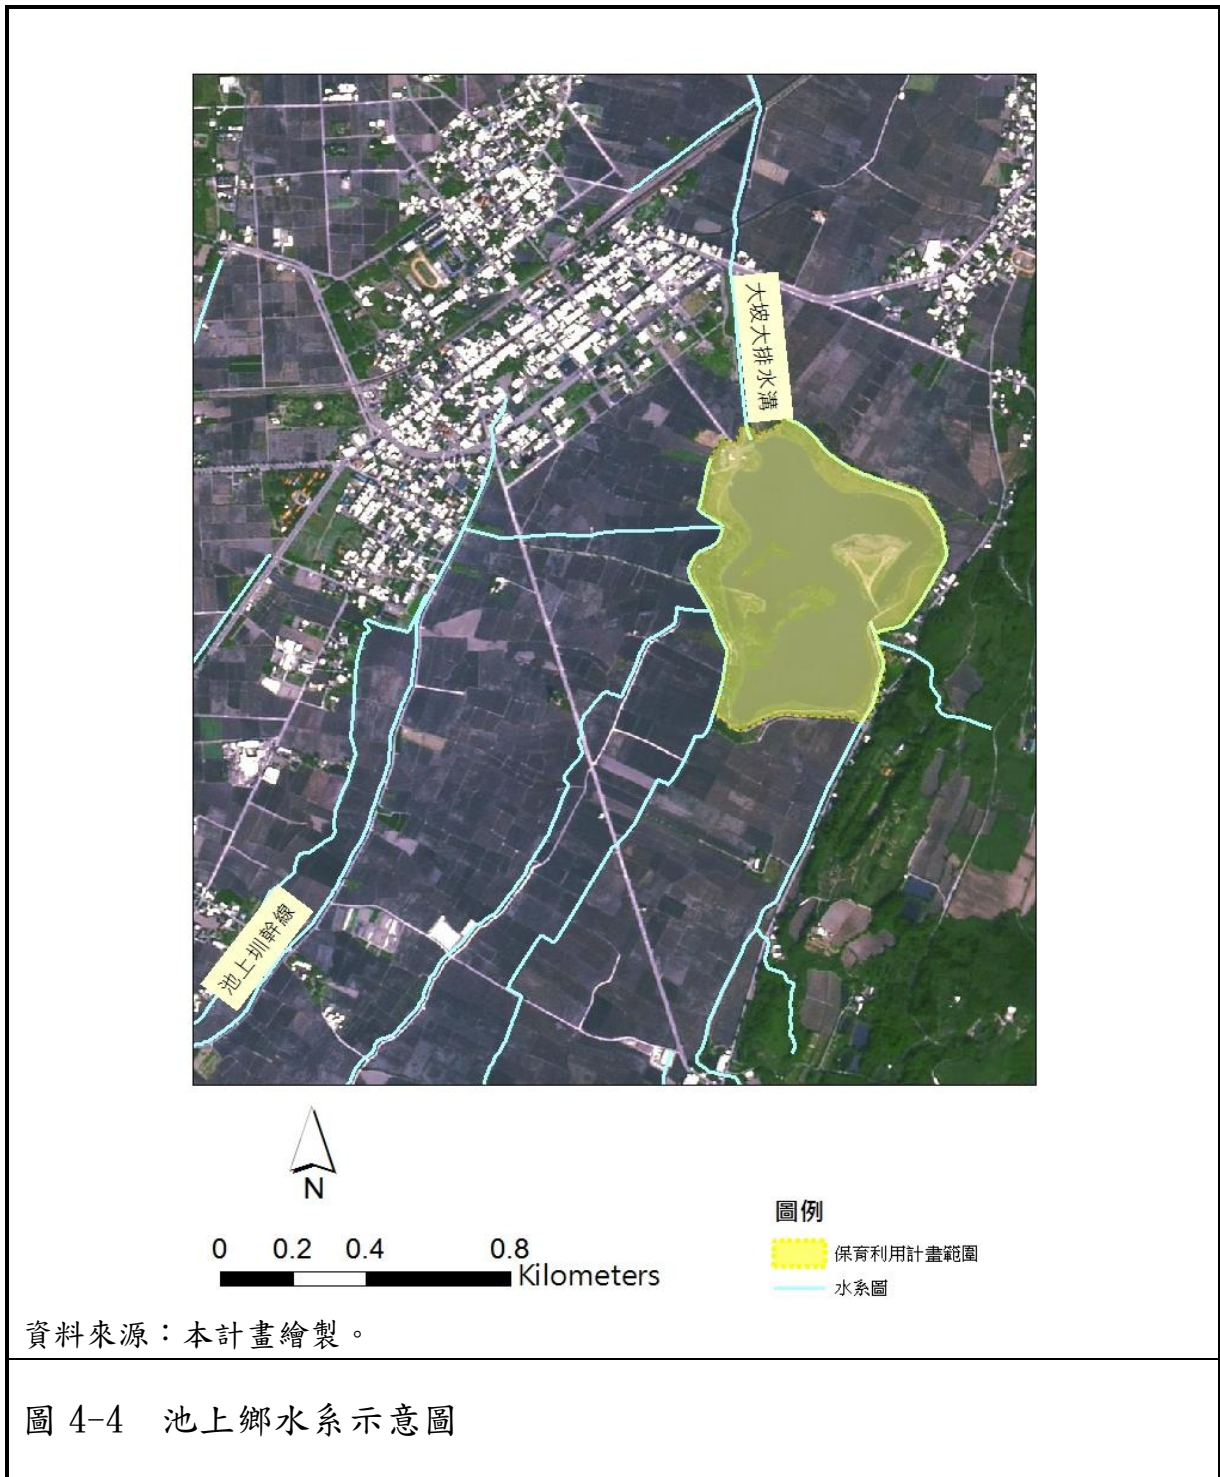 大坡大排水溝
池上圳幹線
N
0 0.2 0.4 0.8
Kilometers
圖例
保育利用計畫範圍
水系圖
資料來源：本計畫繪製。
圖 4-4 池上鄉水系示意圖